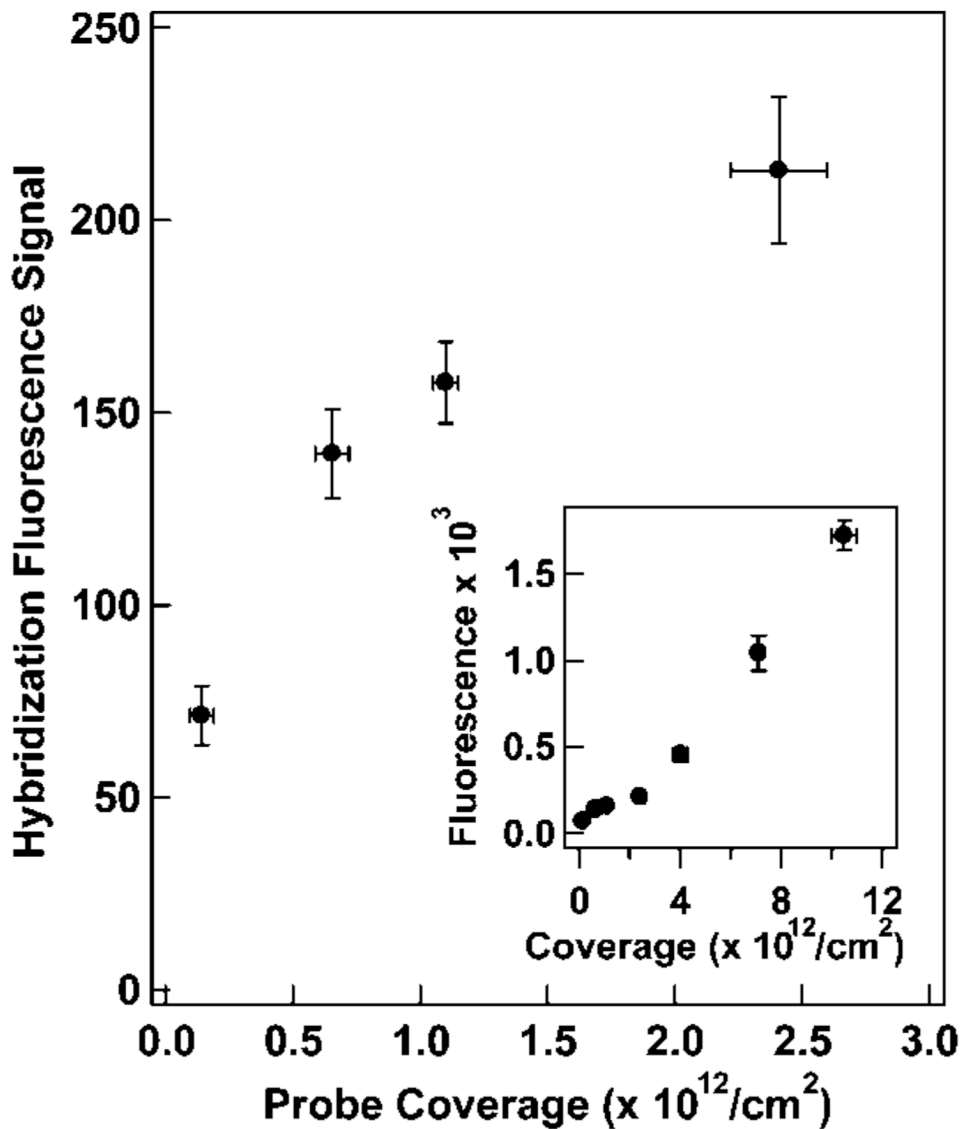 250
200
150
100
50
0
Hybridization Fluorescence Signal
0.0 0.5 1.0 1.5 2.0 2.5 3.0
Probe Coverage (x 10^12/cm^2)
Fluorescence x 10^3
1.5
1.0
0.5
0.0
0 4 8 12
Coverage (x 10^12/cm^2)